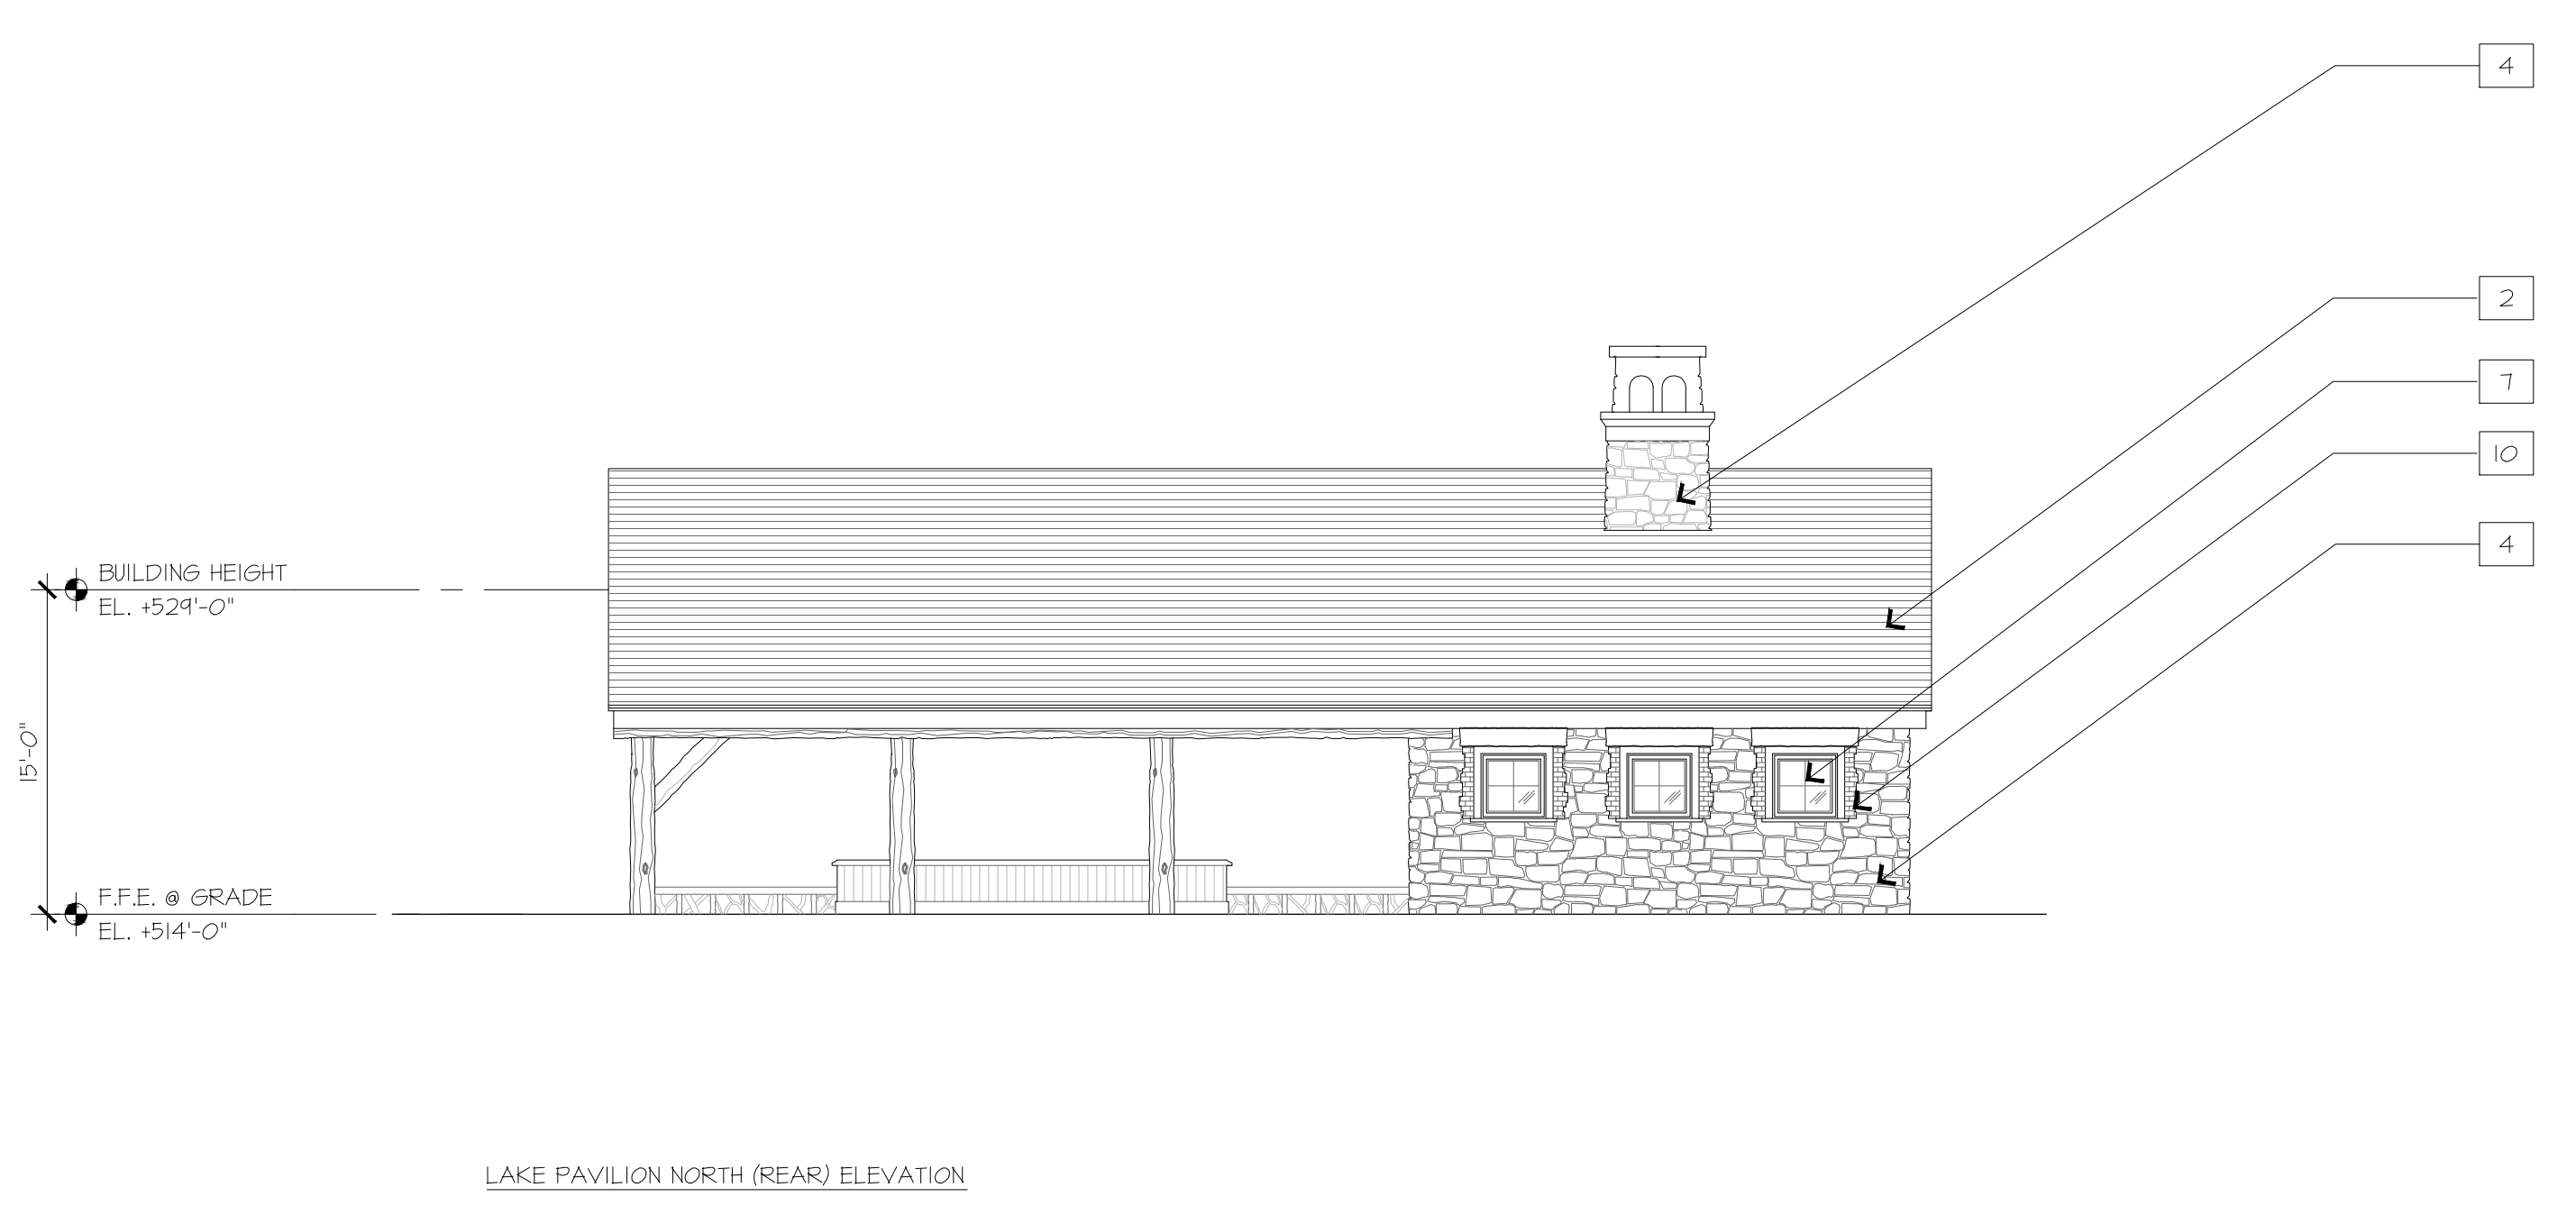 4
2
7
10
4
BUILDING HEIGHT
EL. +529'-0"
15'-0"
F.F.E. @ GRADE
EL. +514'-0"
LAKE PAVILION NORTH (REAR) ELEVATION